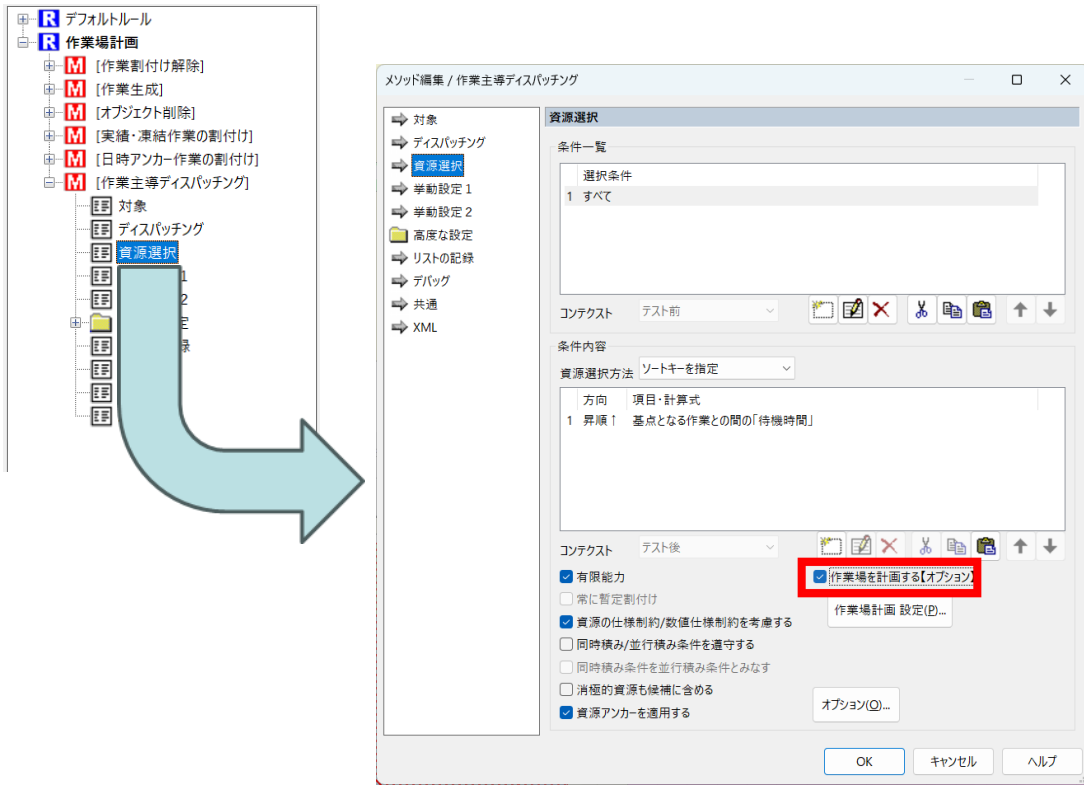 デフォルトルール
作業場計画
[作業割付け解除]
[作業生成]
[オブジェクト削除]
[実績・凍結作業の割付け]
[日時アンカー作業の割付け]
[作業主導ディスパッチング]
対象
ディスパッチング
資源選択
1
2
メソッド編集 / 作業主導ディスパッチング
対象
ディスパッチング
資源選択
挙動設定 1
挙動設定 2
高度な設定
リストの記録
デバッグ
共通
XML
資源選択
条件一覧
選択条件
1 すべて
コンテクスト テスト前
条件内容
資源選択方法 ソートキーを指定
方向 項目・計算式
1 昇順↑ 基点となる作業との間の「待機時間」
コンテクスト テスト後
有限能力
作業場を計画する【オプション】
常に暫定割付け
作業場計画 設定(P)...
資源の仕様制約/数値仕様制約を考慮する
同時積み/並行積み条件を遵守する
同時積み条件を並行積み条件とみなす
消極的資源も候補に含める
資源アンカーを適用する
オプション(O)...
OK キャンセル ヘルプ